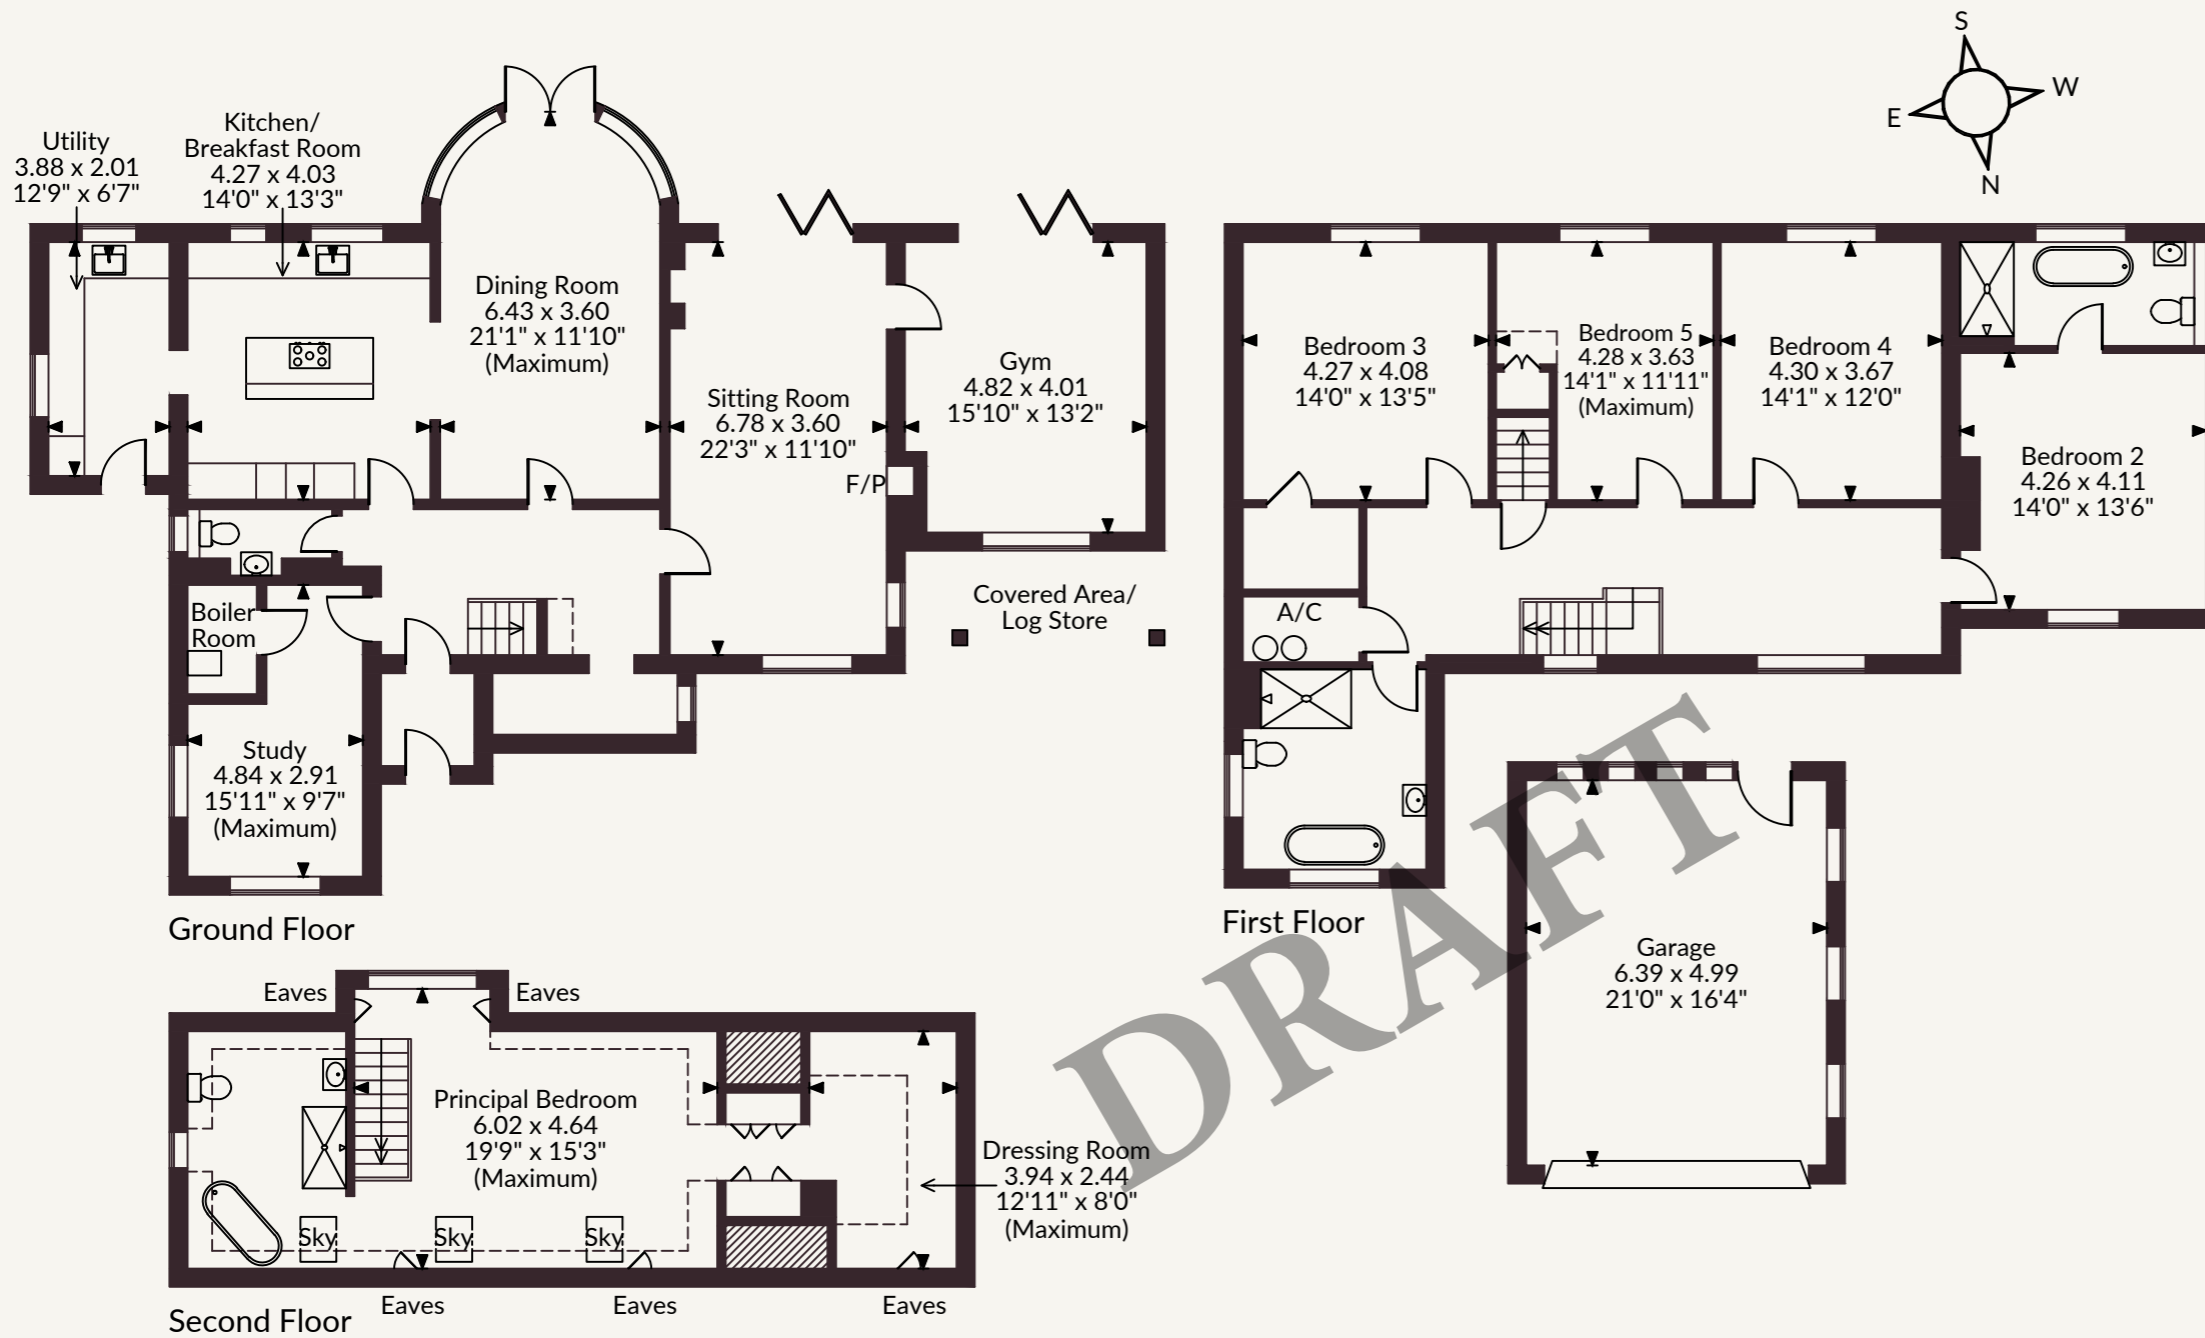 S
W
E
N
Utility
3.88 x 2.01
12'9" x 6'7"
Kitchen/
Breakfast Room
4.27 x 4.03
14'0" x 13'3"
Dining Room
6.43 x 3.60
21'1" x 11'10"
(Maximum)
Sitting Room
6.78 x 3.60
22'3" x 11'10"
F/P
Gym
4.82 x 4.01
15'10" x 13'2"
Covered Area/
Log Store
Boiler
Room
Study
4.84 x 2.91
15'11" x 9'7"
(Maximum)
Ground Floor
Bedroom 3
4.27 x 4.08
14'0" x 13'5"
Bedroom 5
4.28 x 3.63
14'1" x 11'11"
(Maximum)
Bedroom 4
4.30 x 3.67
14'1" x 12'0"
Bedroom 2
4.26 x 4.11
14'0" x 13'6"
A/C
First Floor
Garage
6.39 x 4.99
21'0" x 16'4"
DRAFT
Eaves
Eaves
Principal Bedroom
6.02 x 4.64
19'9" x 15'3"
(Maximum)
Dressing Room
3.94 x 2.44
12'11" x 8'0"
(Maximum)
Sky
Sky
Sky
Eaves
Eaves
Eaves
Second Floor